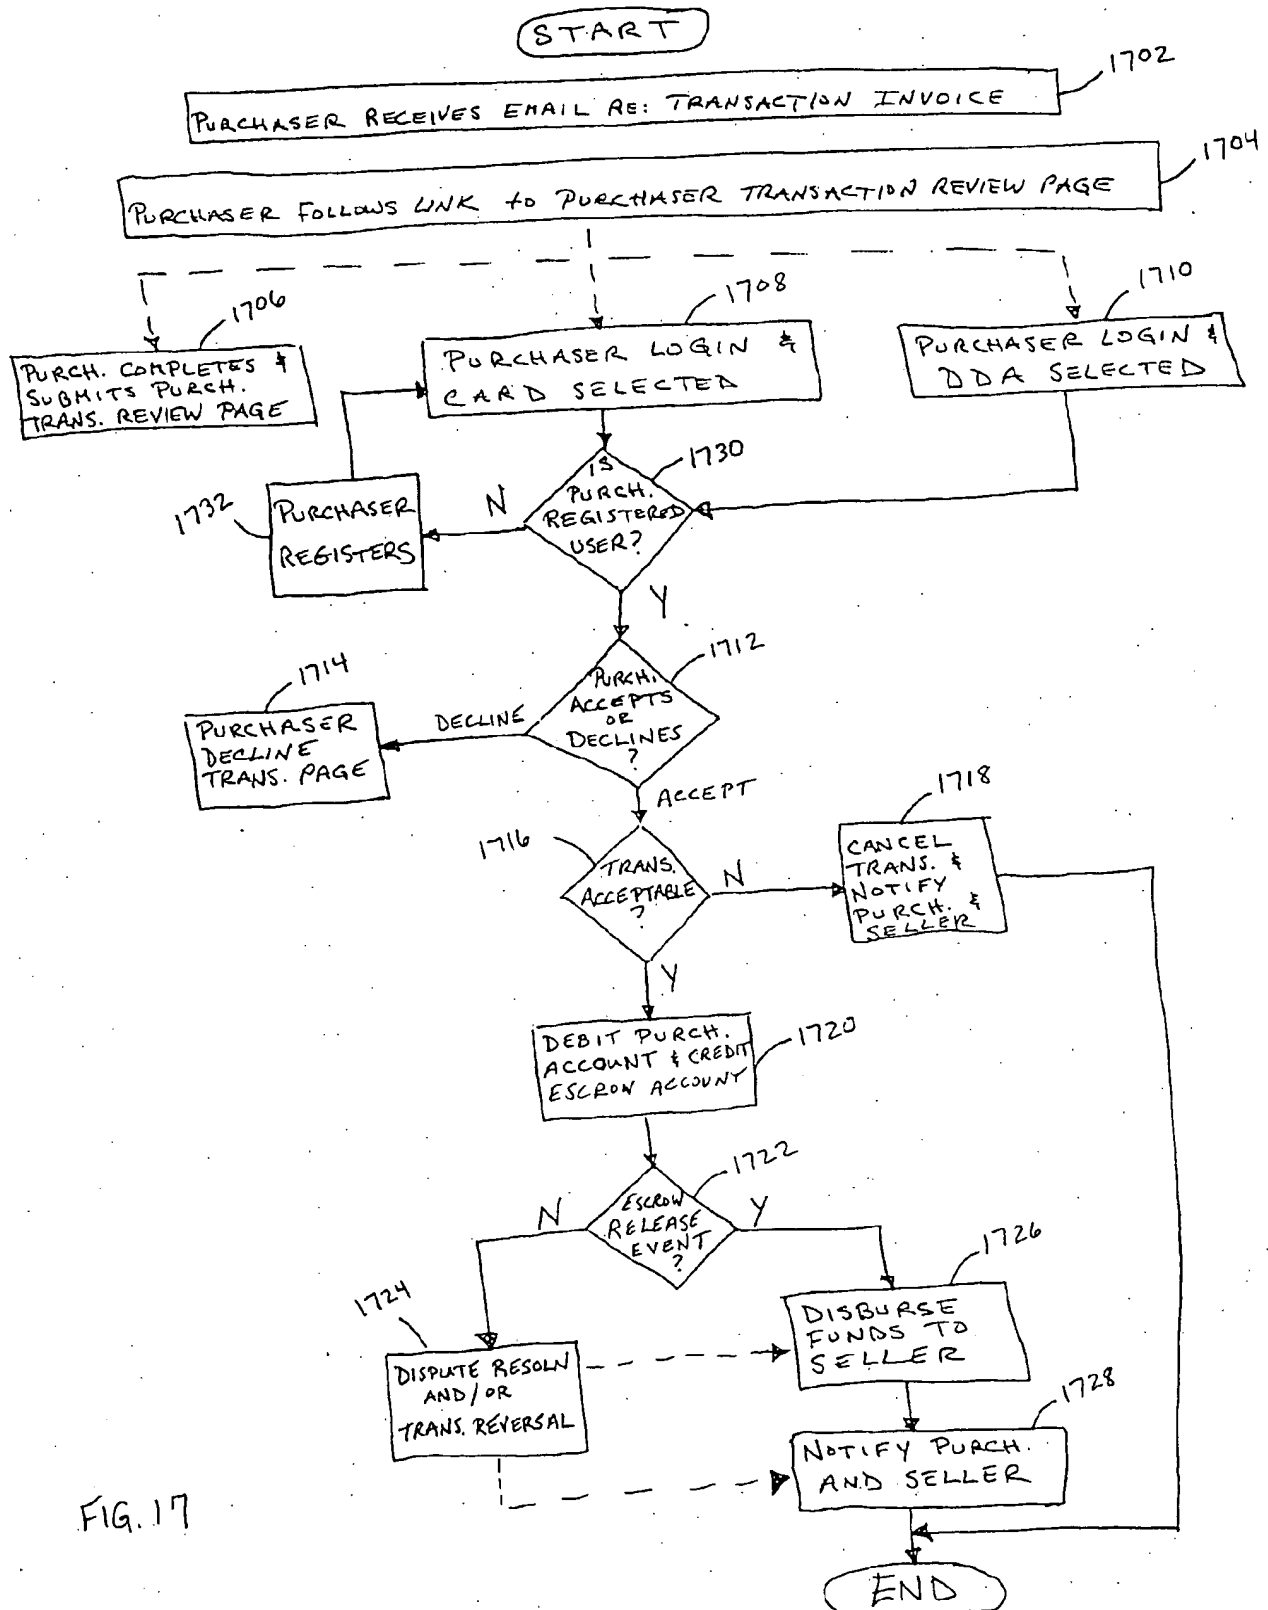 START
1702
PURCHASER RECEIVES EMAIL RE: TRANSACTION INVOICE
1704
PURCHASER FOLLOWS LINK to PURCHASER TRANSACTION REVIEW PAGE
1706
PURCH. COMPLETES &
SUBMITS PURCH.
TRANS. REVIEW PAGE
1708
PURCHASER LOGIN &
CARD SELECTED
1710
PURCHASER LOGIN &
DDA SELECTED
1730
IS
PURCH.
REGISTERED
USER?
N
1732
PURCHASER
REGISTERS
Y
1712
PURCH.
ACCEPTS
OR
DECLINES
?
DECLINE
1714
PURCHASER
DECLINE
TRANS. PAGE
ACCEPT
1716
TRANS.
ACCEPTABLE
?
N
1718
CANCEL
TRANS. &
NOTIFY
PURCH. &
SELLER
Y
1720
DEBIT PURCH.
ACCOUNT & CREDIT
ESCROW ACCOUNT
1722
ESCROW
RELEASE
EVENT
?
N
Y
1724
DISPUTE RESOLN
AND/OR
TRANS. REVERSAL
1726
DISBURSE
FUNDS TO
SELLER
1728
NOTIFY PURCH.
AND SELLER
FIG. 17
END